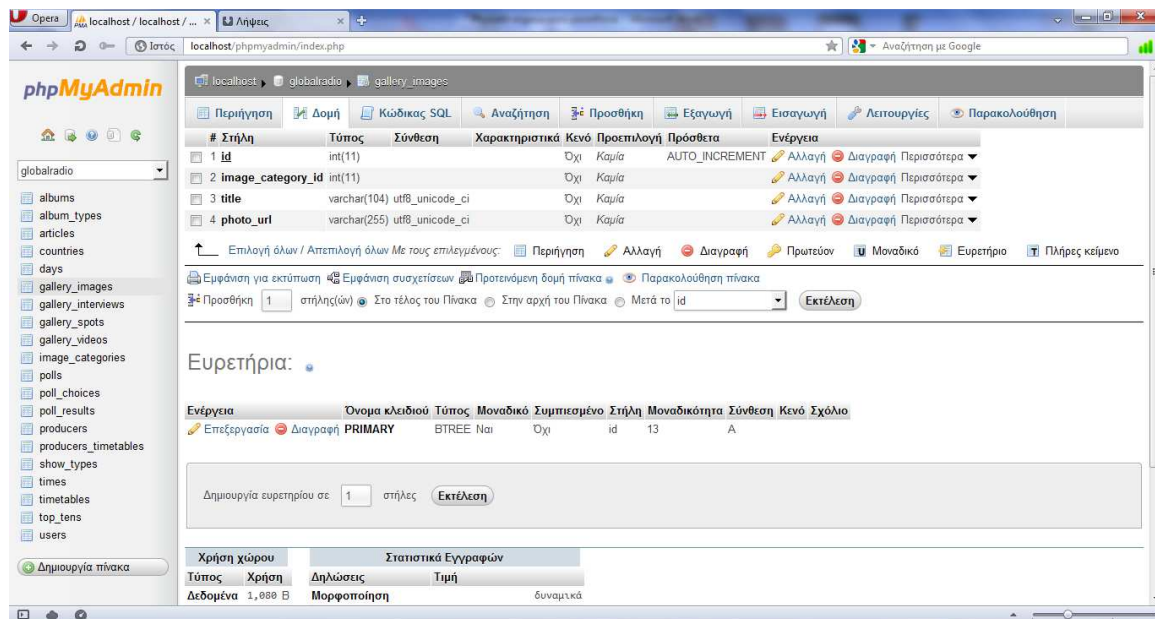 Opera
localhost / localhost / ...
Λήψεις
Ιστός
localhost/phpmyadmin/index.php
Αναζήτηση με Google
phpMyAdmin
globalradio
albums
album_types
articles
countries
days
gallery_images
gallery_interviews
gallery_spots
gallery_videos
image_categories
polls
poll_choices
poll_results
producers
producers_timetables
show_types
times
timetables
top_tens
users
Δημιουργία πίνακα
localhost globalradio gallery_images
Περιήγηση Δομή Κώδικας SQL Αναζήτηση Προσθήκη Εξαγωγή Εισαγωγή Λειτουργίες Παρακολούθηση
# Στήλη Τύπος Σύνθεση Χαρακτηριστικά Κενό Προεπιλογή Πρόσθετα Ενέργεια
1 id int(11) Όχι Καμία AUTO_INCREMENT Αλλαγή Διαγραφή Περισσότερα
2 image_category_id int(11) Όχι Καμία Αλλαγή Διαγραφή Περισσότερα
3 title varchar(104) utf8_unicode_ci Όχι Καμία Αλλαγή Διαγραφή Περισσότερα
4 photo_url varchar(255) utf8_unicode_ci Όχι Καμία Αλλαγή Διαγραφή Περισσότερα
Επιλογή όλων / Απεπιλογή όλων Με τους επιλεγμένους: Περιήγηση Αλλαγή Διαγραφή Πρωτεύον U Μοναδικό Ευρετήριο T Πλήρες κείμενο
Εμφάνιση για εκτύπωση Εμφάνιση συσχετίσεων Προτεινόμενη δομή πίνακα Παρακολούθηση πίνακα
Προσθήκη 1 στήλης(ών) Στο τέλος του Πίνακα Στην αρχή του Πίνακα Μετά το id Εκτέλεση
Ευρετήρια:
Ενέργεια Όνομα κλειδιού Τύπος Μοναδικό Συμπιεσμένο Στήλη Μοναδικότητα Σύνθεση Κενό Σχόλιο
Επεξεργασία Διαγραφή PRIMARY BTREE Ναι Όχι id 13 A
Δημιουργία ευρετηρίου σε 1 στήλες Εκτέλεση
Χρήση χώρου
Τύπος Χρήση
Δεδομένα 1,080 B
Στατιστικά Εγγραφών
Δηλώσεις Τιμή
Μορφοποίηση δυναμικά